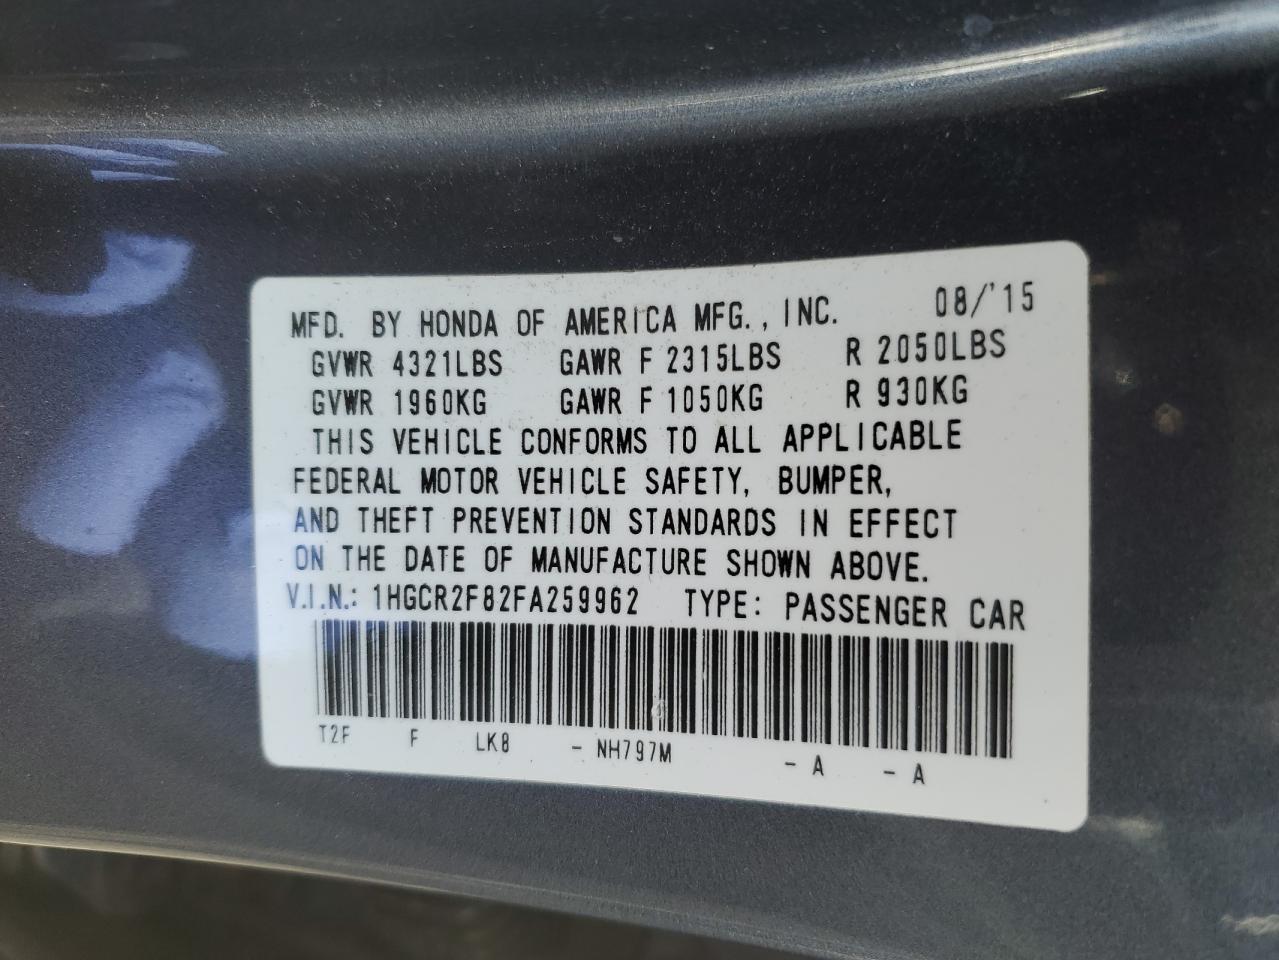 MFD. BY HONDA OF AMERICA MFG., INC. 08/'15
GVWR 4321LBS GAWR F 2315LBS R 2050LBS
GVWR 1960KG GAWR F 1050KG R 930KG
THIS VEHICLE CONFORMS TO ALL APPLICABLE
FEDERAL MOTOR VEHICLE SAFETY, BUMPER,
AND THEFT PREVENTION STANDARDS IN EFFECT
ON THE DATE OF MANUFACTURE SHOWN ABOVE.
V.I.N.: 1HGCR2F82FA259962 TYPE: PASSENGER CAR
T2F F LK8 - NH797M - A - A